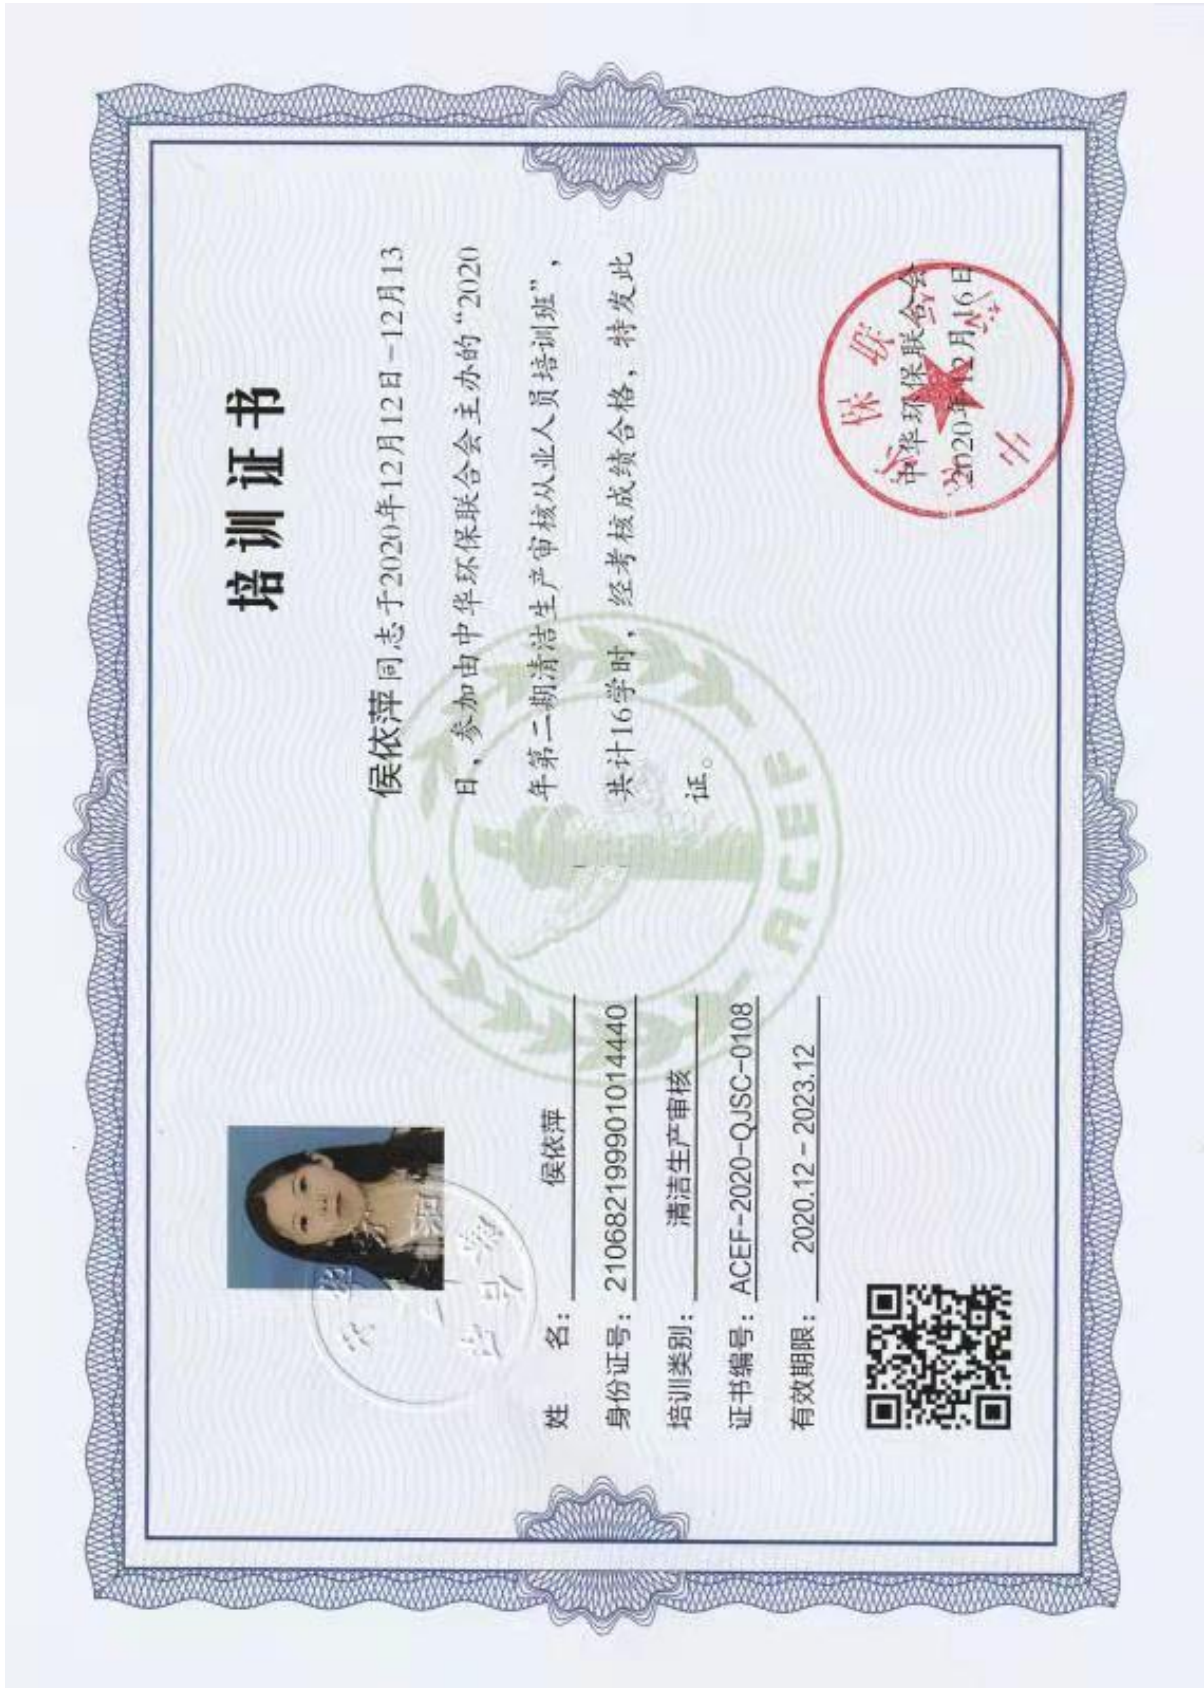 培训证书
侯依萍同志于2020年12月12日-12月13
日，参加由中华环保联合会主办的“2020
年第二期清洁生产审核从业人员培训班”，
共计16学时，经考核成绩合格，特发此
证。
中华环保联合会
2020年12月16日
姓 名： 侯依萍
身份证号：210682199901014440
培训类别： 清洁生产审核
证书编号：ACEF-2020-QJSC-0108
有效期限： 2020.12-2023.12
ACEF